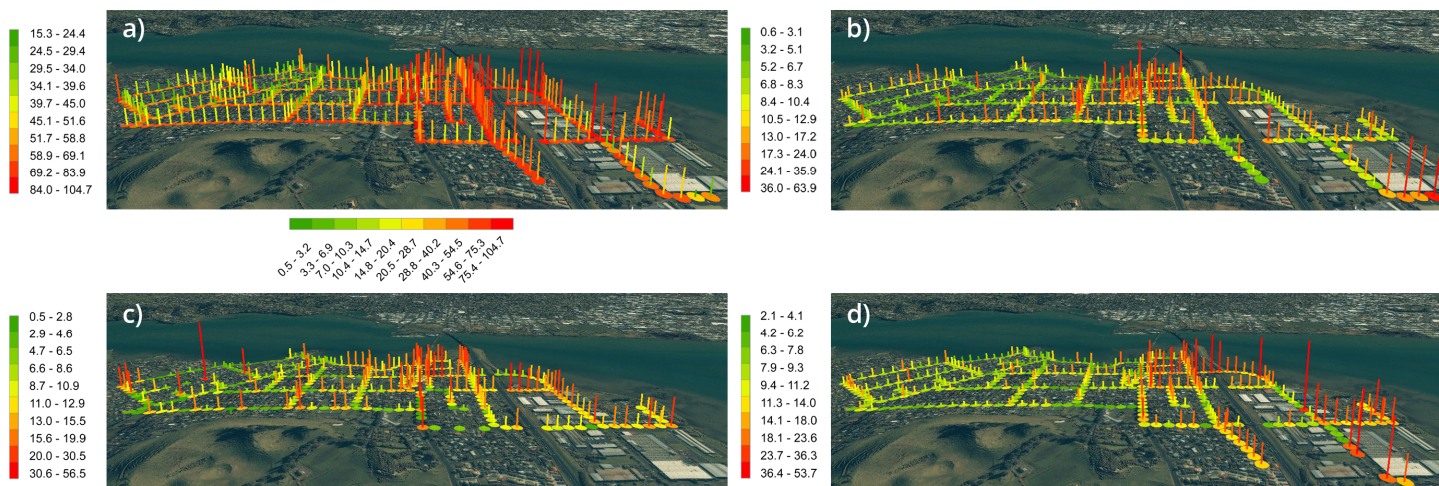 a)
15.3 - 24.4
24.5 - 29.4
29.5 - 34.0
34.1 - 39.6
39.7 - 45.0
45.1 - 51.6
51.7 - 58.8
58.9 - 69.1
69.2 - 83.9
84.0 - 104.7
b)
0.6 - 3.1
3.2 - 5.1
5.2 - 6.7
6.8 - 8.3
8.4 - 10.4
10.5 - 12.9
13.0 - 17.2
17.3 - 24.0
24.1 - 35.9
36.0 - 63.9
0.5 - 3.2
3.3 - 6.9
7.0 - 10.3
10.4 - 14.7
14.8 - 20.4
20.5 - 28.7
28.8 - 40.2
40.3 - 54.5
54.6 - 75.3
75.4 - 104.7
c)
0.5 - 2.8
2.9 - 4.6
4.7 - 6.5
6.6 - 8.6
8.7 - 10.9
11.0 - 12.9
13.0 - 15.5
15.6 - 19.9
20.0 - 30.5
30.6 - 56.5
d)
2.1 - 4.1
4.2 - 6.2
6.3 - 7.8
7.9 - 9.3
9.4 - 11.2
11.3 - 14.0
14.1 - 18.0
18.1 - 23.6
23.7 - 36.3
36.4 - 53.7